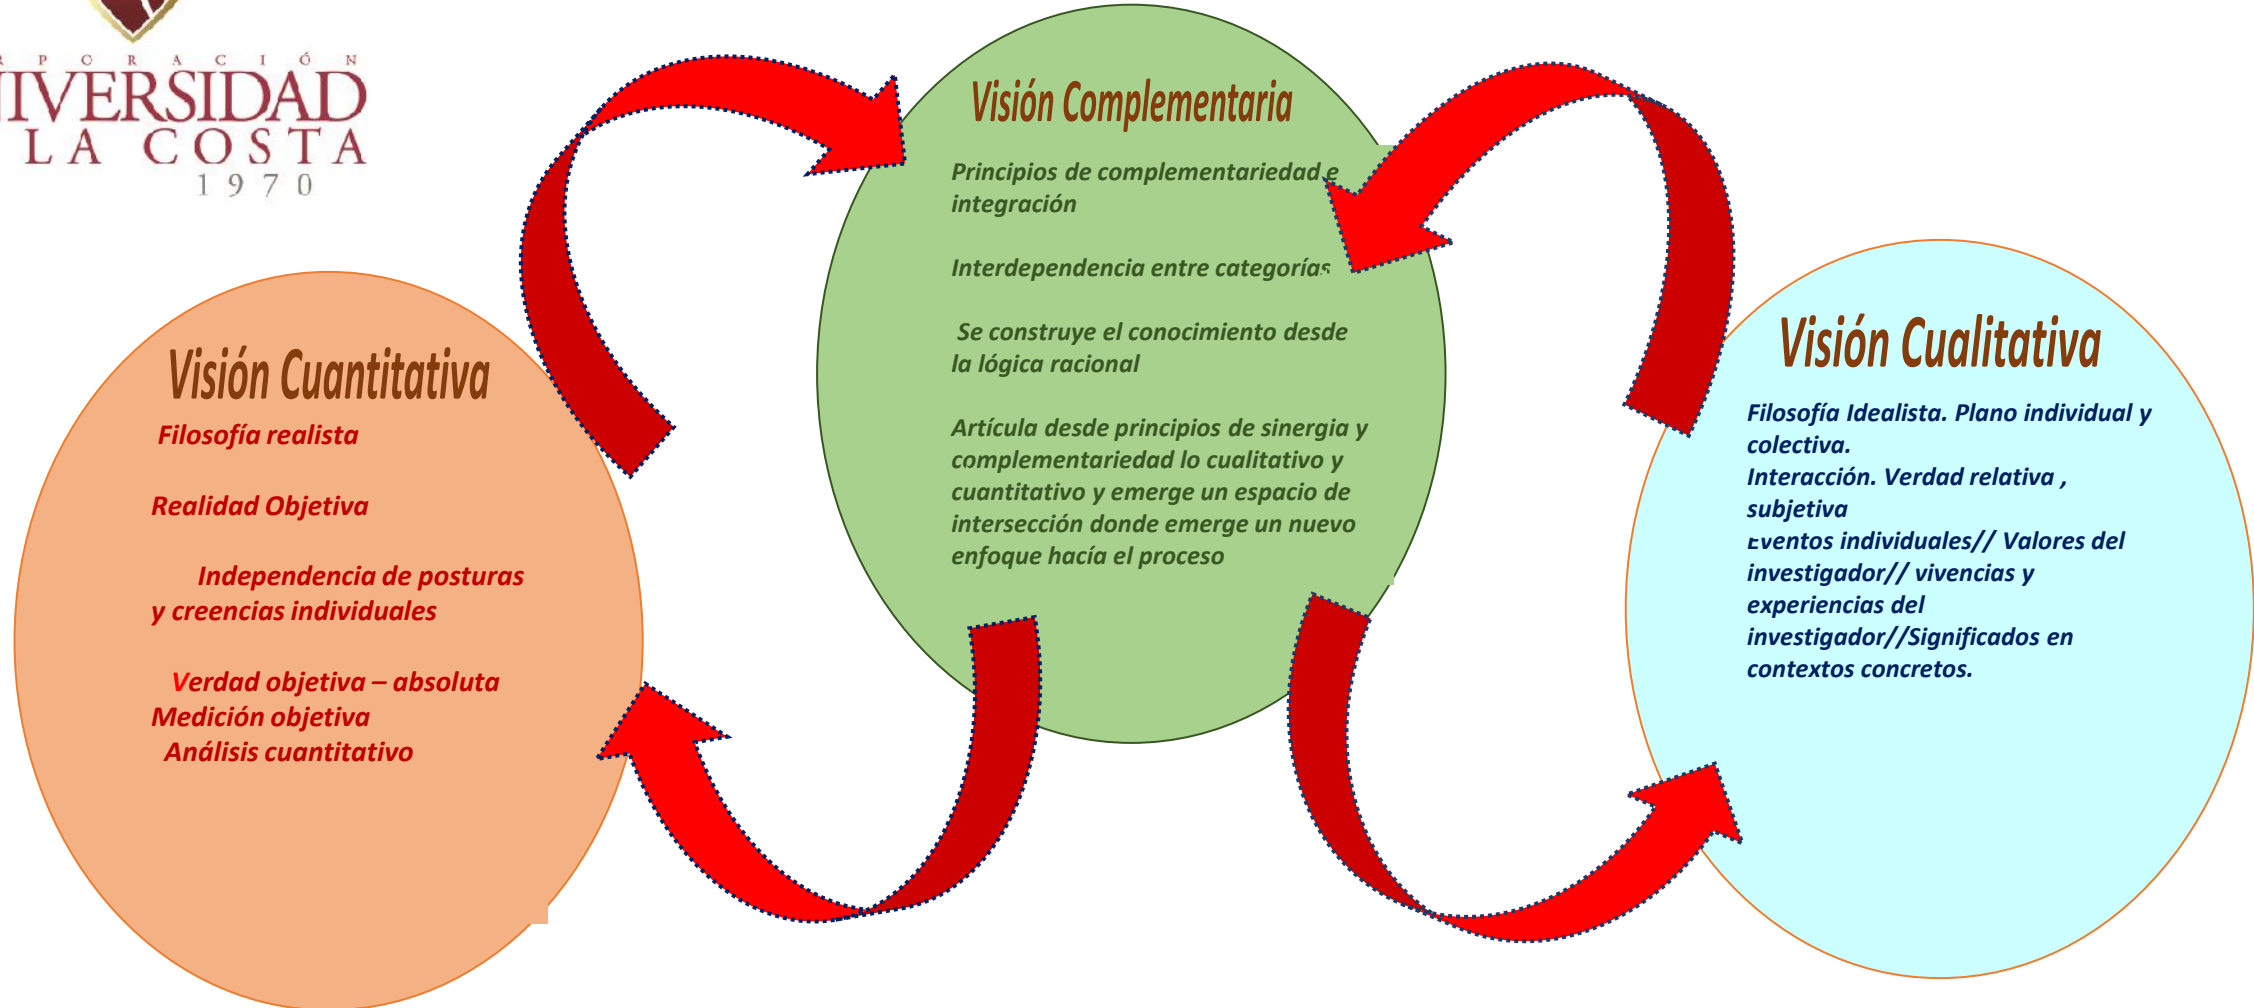 UNIVERSIDAD
LA COSTA
1970
Visión Cuantitativa
Filosofía realista
Realidad Objetiva
Independencia de posturas
y creencias individuales
Verdad objetiva – absoluta
Medición objetiva
Análisis cuantitativo
Visión Complementaria
Principios de complementariedad e
integración
Interdependencia entre categorías
Se construye el conocimiento desde
la lógica racional
Artícula desde principios de sinergia y
complementariedad lo cualitativo y
cuantitativo y emerge un espacio de
intersección donde emerge un nuevo
enfoque hacía el proceso
Visión Cualitativa
Filosofía Idealista. Plano individual y
colectiva.
Interacción. Verdad relativa ,
subjetiva
Eventos individuales// Valores del
investigador// vivencias y
experiencias del
investigador//Significados en
contextos concretos.